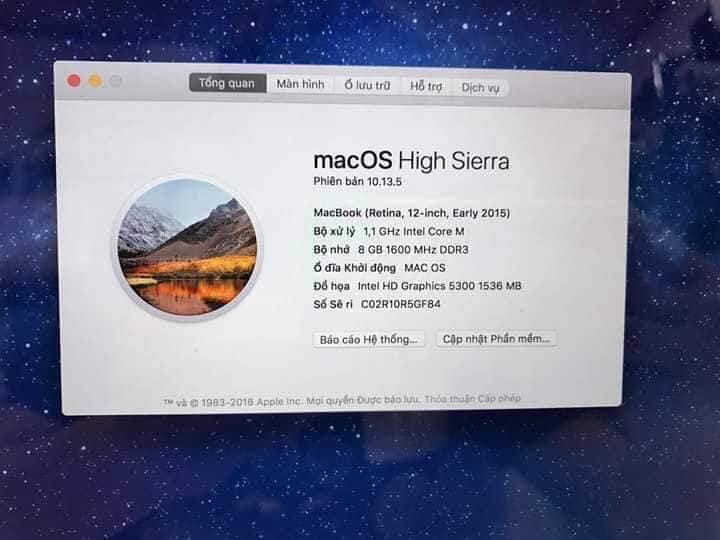 Tổng quan Màn hình Ổ lưu trữ Hỗ trợ Dịch vụ
macOS High Sierra
Phiên bản 10.13.5
MacBook (Retina, 12-inch, Early 2015)
Bộ xử lý 1,1 GHz Intel Core M
Bộ nhớ 8 GB 1600 MHz DDR3
Ổ đĩa Khởi động MAC OS
Đồ họa Intel HD Graphics 5300 1536 MB
Số Sê ri C02R10R5GF84
Báo cáo Hệ thống... Cập nhật Phần mềm...
™ và © 1983-2018 Apple Inc. Mọi quyền Được bảo lưu. Thỏa thuận Cấp phép